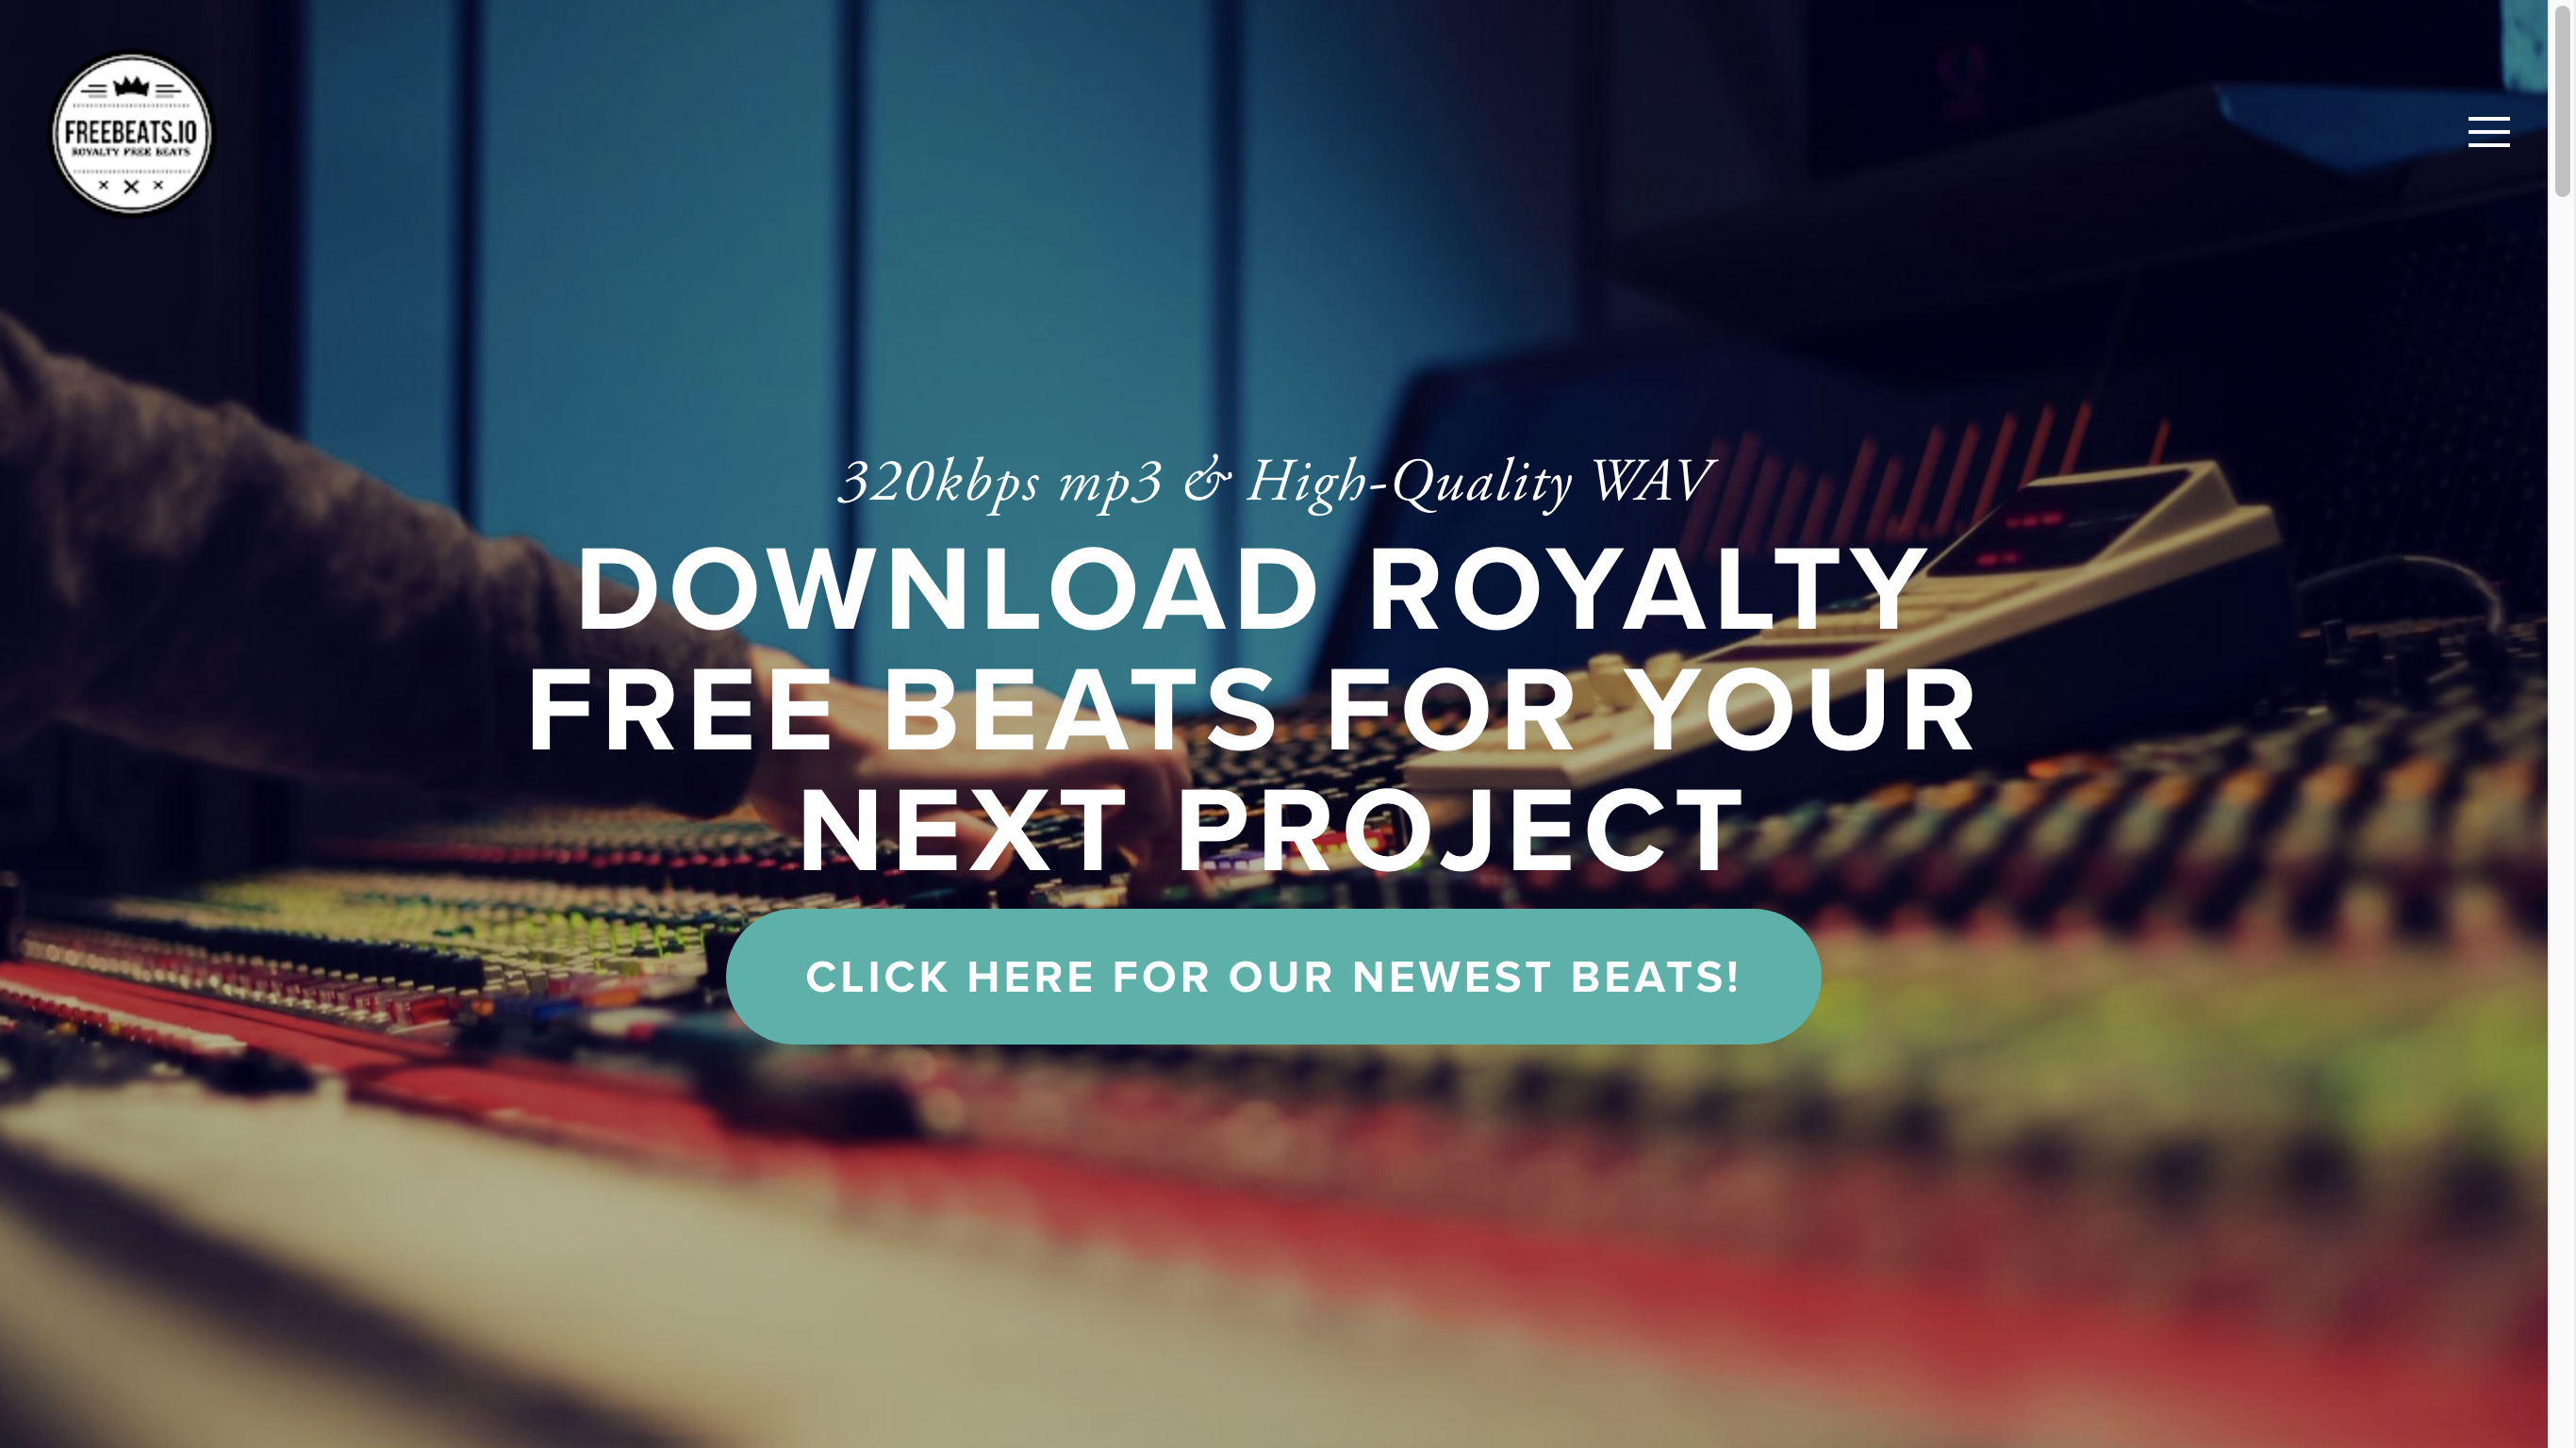 FREEBEATS.IO
ROYALTY FREE BEATS
320kbps mp3 & High-Quality WAV
DOWNLOAD ROYALTY
FREE BEATS FOR YOUR
NEXT PROJECT
CLICK HERE FOR OUR NEWEST BEATS!